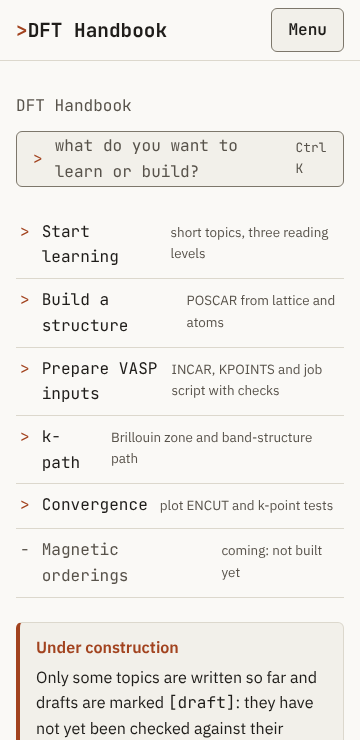 >DFT Handbook
Menu
DFT Handbook
> what do you want to learn or build? Ctrl K
> Start learning short topics, three reading levels
> Build a structure POSCAR from lattice and atoms
> Prepare VASP inputs INCAR, KPOINTS and job script with checks
> k-path Brillouin zone and band-structure path
> Convergence plot ENCUT and k-point tests
- Magnetic orderings coming: not built yet
Under construction
Only some topics are written so far and
drafts are marked [draft]: they have
not yet been checked against their